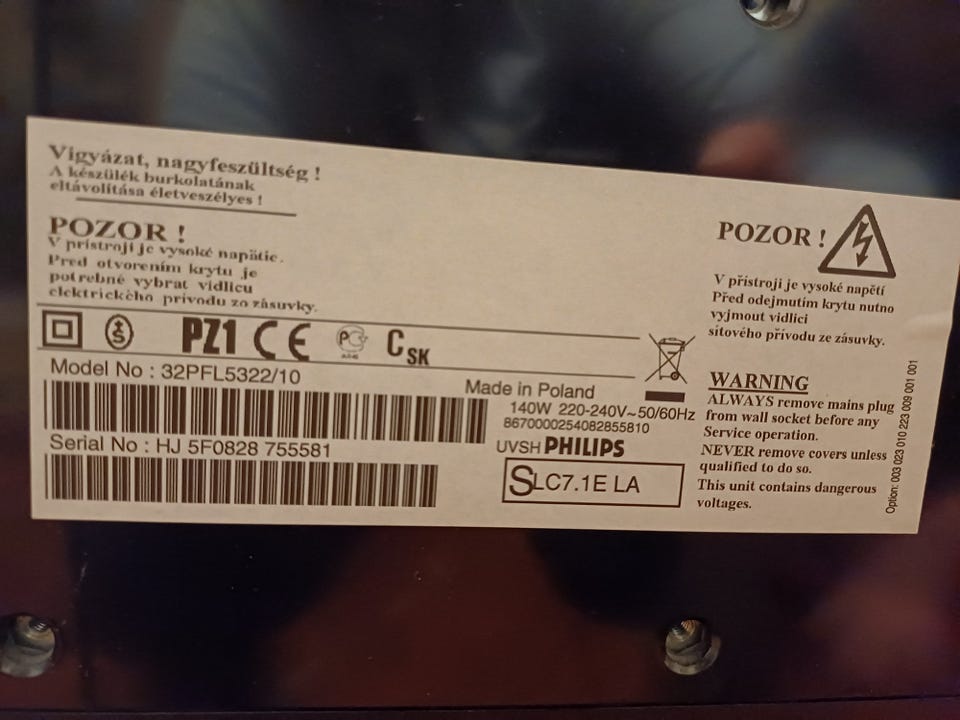 Vigyázat, nagyfeszültség !
A készülék burkolatának
eltávolítása életveszélyes !
POZOR !
V prístroji je vysoké napätie.
Pred otvorením krytu je
potrebné vybrat vidlicu
elektrického prívodu zo zásuvky.
PZ1 CE PC C SK
Model No : 32PFL5322/10
Serial No : HJ 5F0828 755581
Made in Poland
140W 220-240V~50/60Hz
8670000254082855810
UVSH PHILIPS
SLC7.1E LA
POZOR !
V přístroji je vysoké napětí
Před odejmutím krytu nutno
vyjmout vidlici
síťového přívodu ze zásuvky.
WARNING
ALWAYS remove mains plug
from wall socket before any
Service operation.
NEVER remove covers unless
qualified to do so.
This unit contains dangerous
voltages.
Option: 003 023 010 223 009 001 001